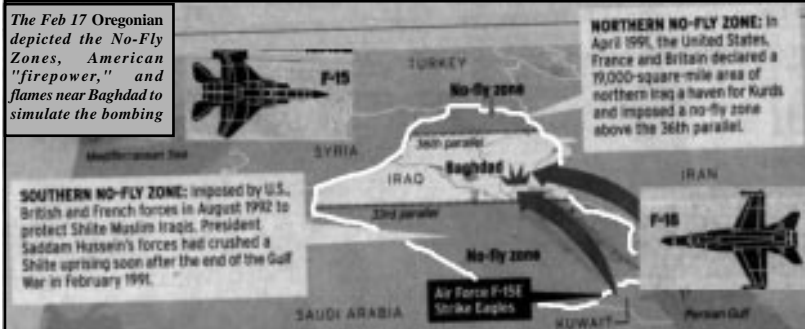 The Feb 17 Oregonian
depicted the No-Fly
Zones, American
"firepower," and
flames near Baghdad to
simulate the bombing
F-15
TURKEY
No-fly zone
NORTHERN NO-FLY ZONE: In
April 1991, the United States,
France and Britain declared a
19,000-square-mile area of
northern Iraq a haven for Kurds
and imposed a no-fly zone
above the 36th parallel.
Mediterranean Sea
SYRIA
36th parallel
Baghdad
IRAQ
IRAN
SOUTHERN NO-FLY ZONE: Imposed by U.S.,
British and French forces in August 1992 to
protect Shiite Muslim Iraqis. President
Saddam Hussein's forces had crushed a
Shiite uprising soon after the end of the Gulf
War in February 1991.
33rd parallel
F-16
No-fly zone
Air Force F-15E
Strike Eagles
SAUDI ARABIA
KUWAIT
Persian Gulf